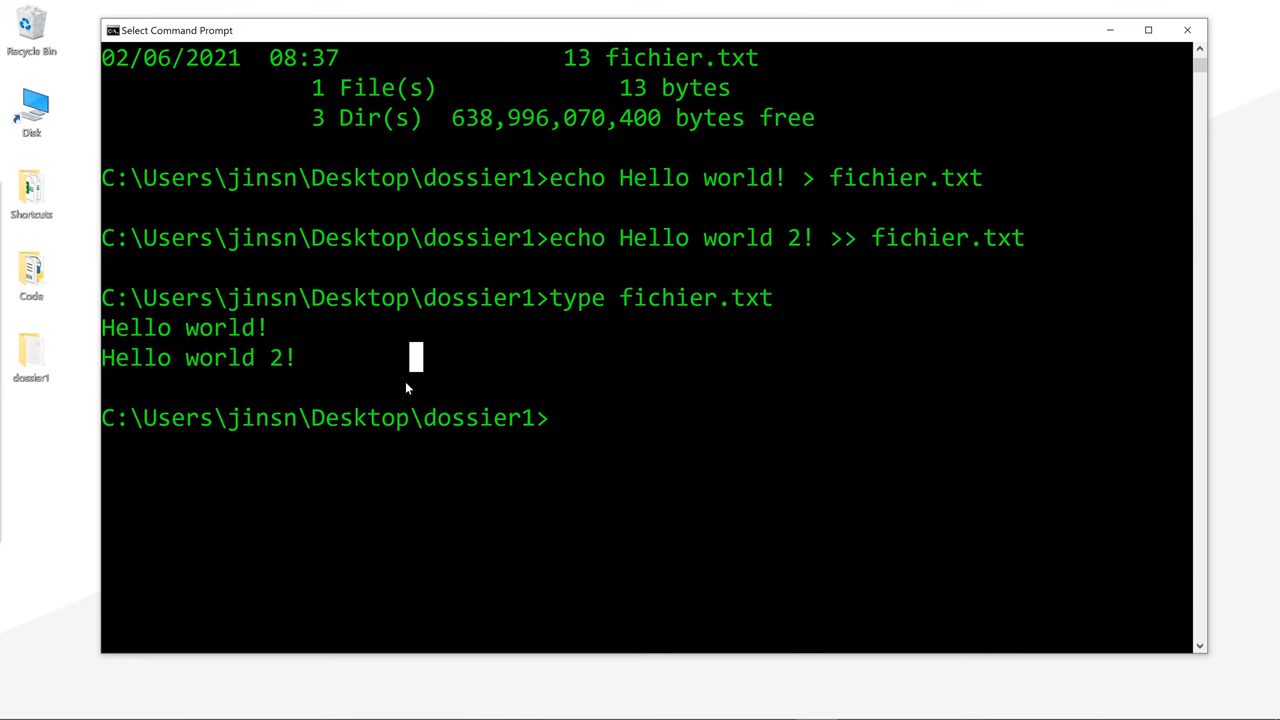 Recycle Bin
Disk
Shortcuts
Code
dossier1
Select Command Prompt
02/06/2021  08:37                13 fichier.txt
               1 File(s)             13 bytes
               3 Dir(s)  638,996,070,400 bytes free
C:\Users\jinsn\Desktop\dossier1>echo Hello world! > fichier.txt
C:\Users\jinsn\Desktop\dossier1>echo Hello world 2! >> fichier.txt
C:\Users\jinsn\Desktop\dossier1>type fichier.txt
Hello world!
Hello world 2!
C:\Users\jinsn\Desktop\dossier1>